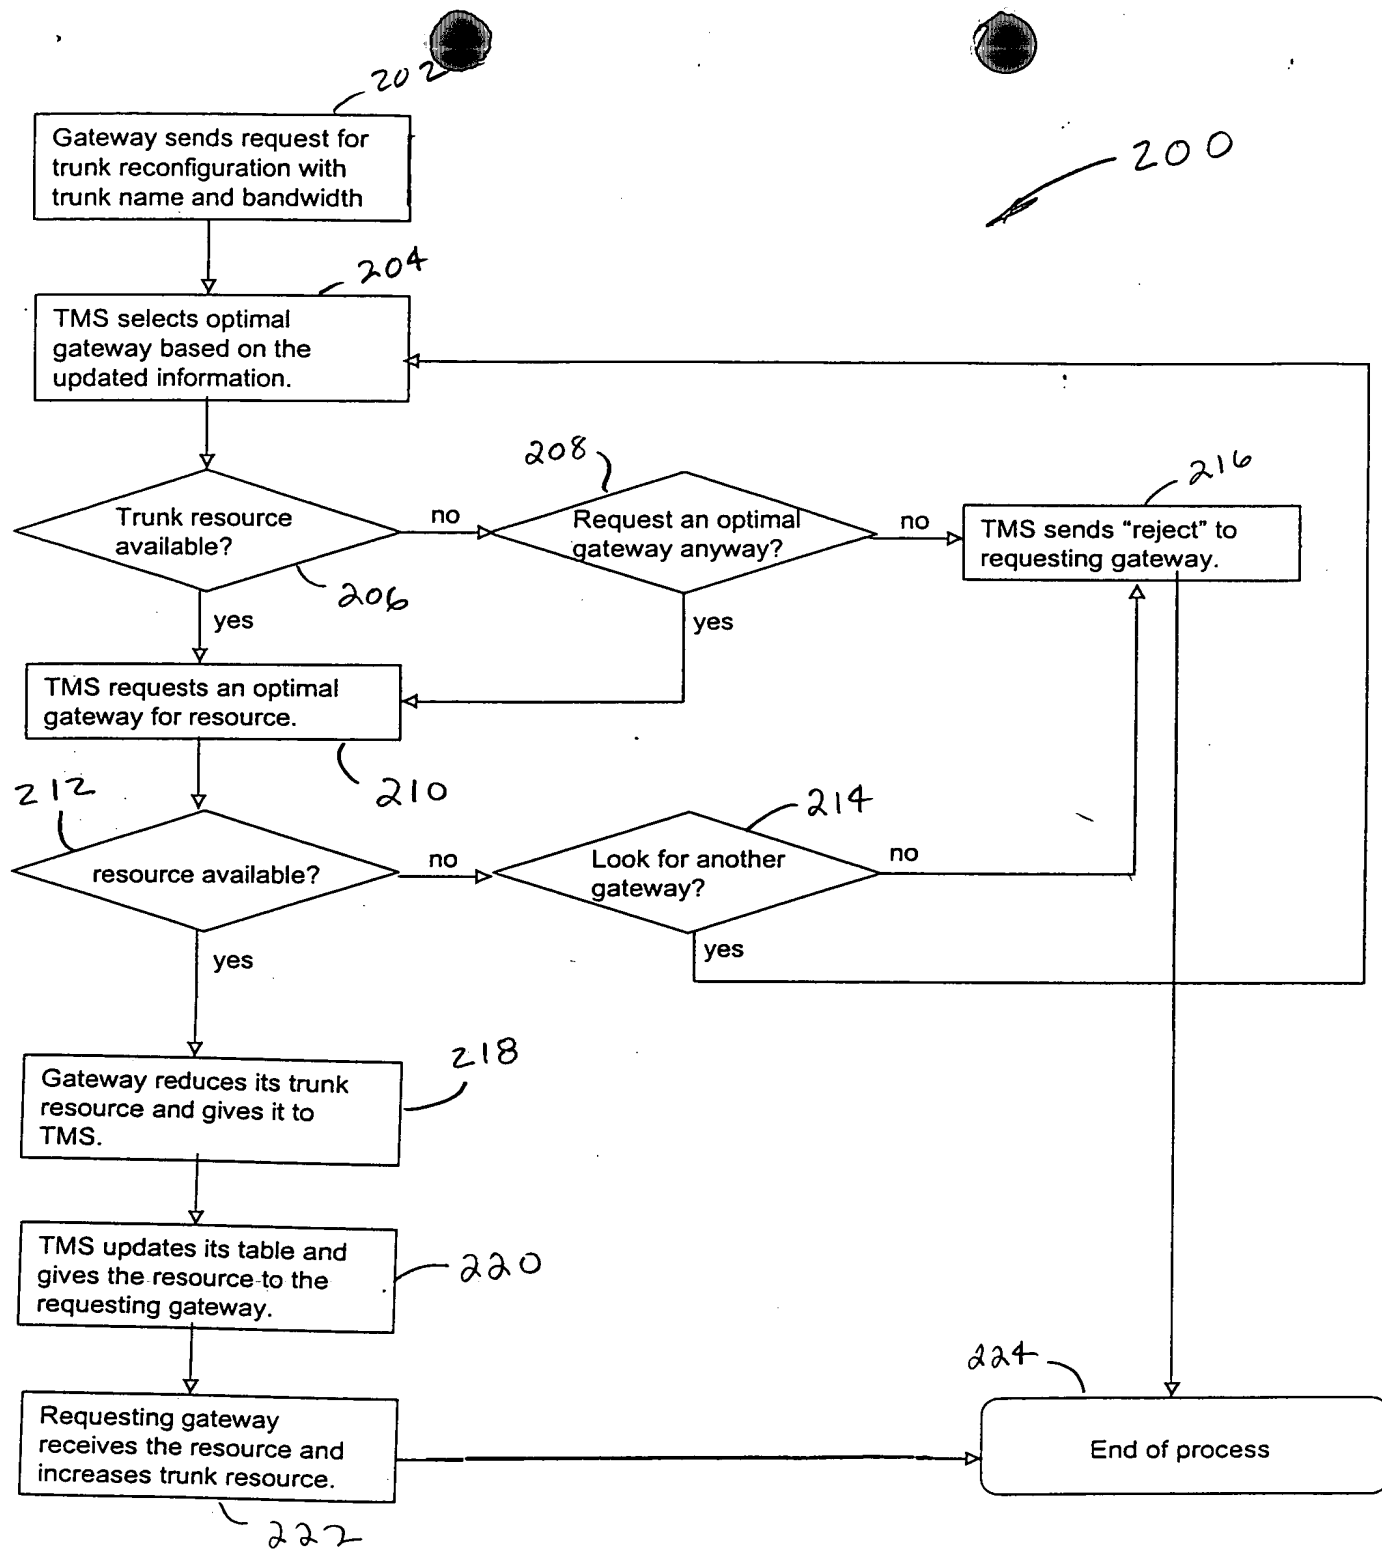 202
Gateway sends request for
trunk reconfiguration with
trunk name and bandwidth
200
204
TMS selects optimal
gateway based on the
updated information.
208
216
Trunk resource
available?
no
Request an optimal
gateway anyway?
no
TMS sends “reject” to
requesting gateway.
206
yes
yes
TMS requests an optimal
gateway for resource.
212
210
214
resource available?
no
Look for another
gateway?
no
yes
yes
218
Gateway reduces its trunk
resource and gives it to
TMS.
TMS updates its table and
gives the resource to the
requesting gateway.
220
224
Requesting gateway
receives the resource and
increases trunk resource.
End of process
222